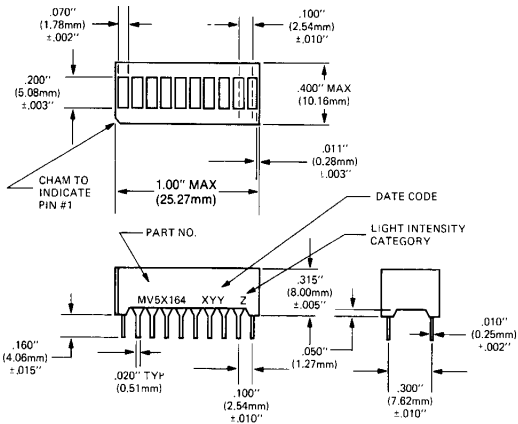 .070"
(1.78mm)
±.002"
.100"
(2.54mm)
±.010"
.200"
(5.08mm)
±.003"
.400" MAX
(10.16mm)
.011"
(0.28mm)
±.003"
CHAM TO
INDICATE
PIN #1
1.00" MAX
(25.27mm)
DATE CODE
PART NO.
LIGHT INTENSITY
CATEGORY
MV5X164 XYY Z
.315"
(8.00mm)
±.005"
.160"
(4.06mm)
±.015"
.020" TYP
(0.51mm)
.100"
(2.54mm)
±.010"
.050"
(1.27mm)
.010"
(0.25mm)
±.002"
.300"
(7.62mm)
±.010"